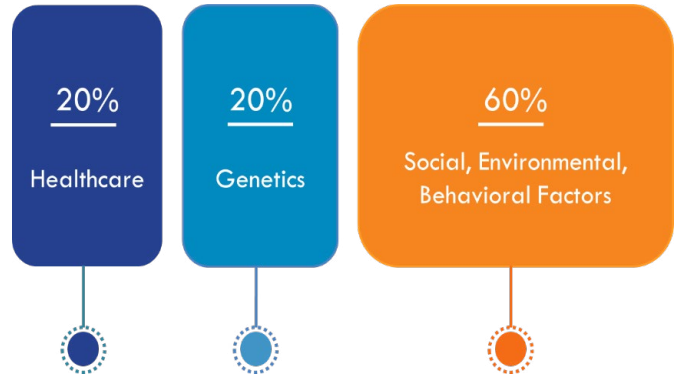 20%
Healthcare
20%
Genetics
60%
Social, Environmental,
Behavioral Factors